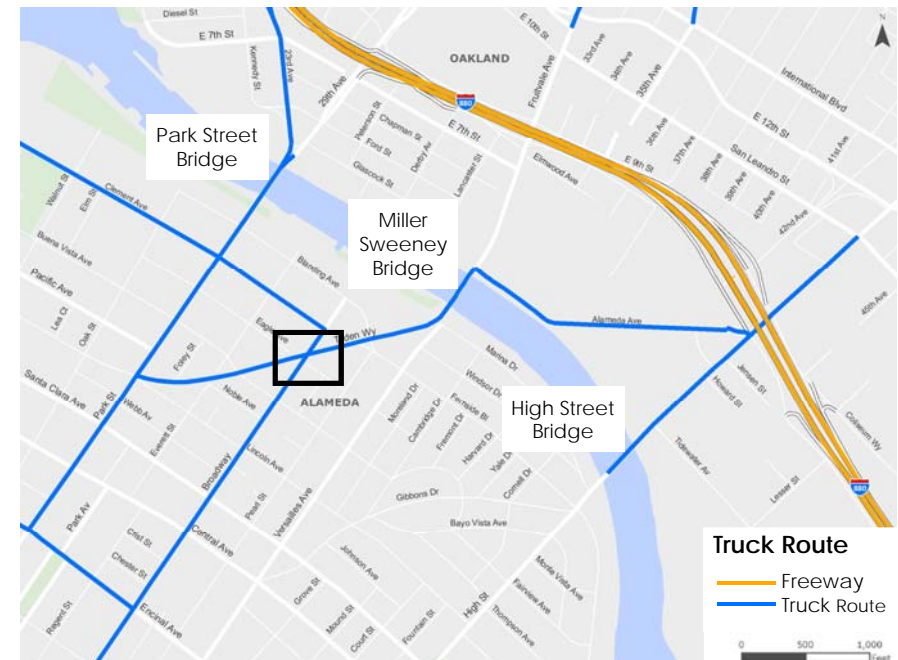 Diesel St
E 7th St
Kennedy St
23rd Ave
29th Ave
OAKLAND
E 10th St
Fruitvale Ave
33rd Ave
34th Ave
35th Ave
International Blvd
N
880
Park Street
Bridge
Peterson St
Chapman St
Ford St
Glascock St
Derby Av
Lancaster St
E 7th St
Elmwood Ave
E 9th St
36th Ave
37th Ave
38th Ave
39th Ave
40th Ave
E 12th St
San Leandro St
41st Ave
42nd Ave
45th Ave
Walnut St
Elm St
Clement Ave
Buena Vista Ave
Pacific Ave
Miller
Sweeney
Bridge
Blanding Ave
Alameda Ave
Lea Ct
Oak St
Foley St
Santa Clara Ave
Park St
Webb Av
Everett St
Noble Ave
ALAMEDA
Lincoln Ave
Broadway
Pearl St
Versailles Ave
Moreland Dr
Cambridge Dr
Fremont Dr
Harvard Dr
Yale Dr
Cornell Dr
Marina Dr
Windsor Dr
Fernside Bl
High Street
Bridge
Howard St
Jensen St
Coliseum Wy
Tidewater Av
Lesser St
880
Gibbons Dr
Bayo Vista Ave
Park Av
Crist St
Chester St
Central Ave
Regent St
Encinal Ave
Grove St
Johnson Ave
Mound St
Court St
Fountain St
High St
Thompson Ave
Fairview Ave
Monte Vista Ave
Truck Route
Freeway
Truck Route
0 500 1,000
Feet